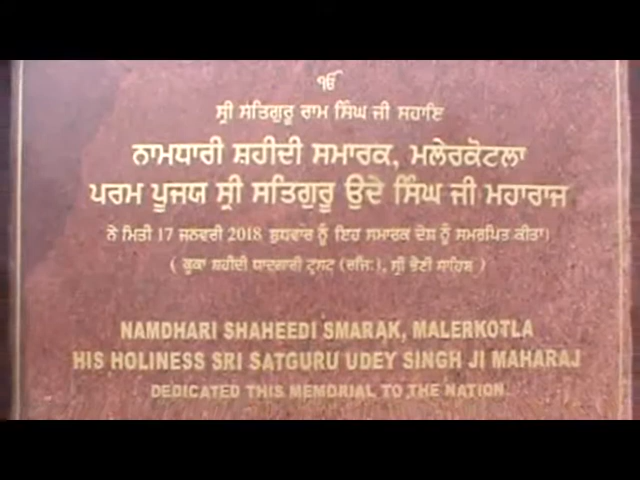 ੴ
ਸ੍ਰੀ ਸਤਿਗੁਰੂ ਰਾਮ ਸਿੰਘ ਜੀ ਸਹਾਇ
ਨਾਮਧਾਰੀ ਸ਼ਹੀਦੀ ਸਮਾਰਕ, ਮਲੇਰਕੋਟਲਾ
ਪਰਮ ਪੂਜਯ ਸ੍ਰੀ ਸਤਿਗੁਰੂ ਉਦੇ ਸਿੰਘ ਜੀ ਮਹਾਰਾਜ
ਨੇ ਮਿਤੀ 17 ਜਨਵਰੀ 2018 ਬੁਧਵਾਰ ਨੂੰ ਇਹ ਸਮਾਰਕ ਦੇਸ਼ ਨੂੰ ਸਮਰਪਿਤ ਕੀਤਾ।
( ਕੂਕਾ ਸ਼ਹੀਦੀ ਯਾਦਗਾਰੀ ਟ੍ਰਸਟ (ਰਜਿ:), ਸ੍ਰੀ ਭੈਣੀ ਸਾਹਿਬ )
NAMDHARI SHAHEEDI SMARAK, MALERKOTLA
HIS HOLINESS SRI SATGURU UDEY SINGH JI MAHARAJ
DEDICATED THIS MEMORIAL TO THE NATION.